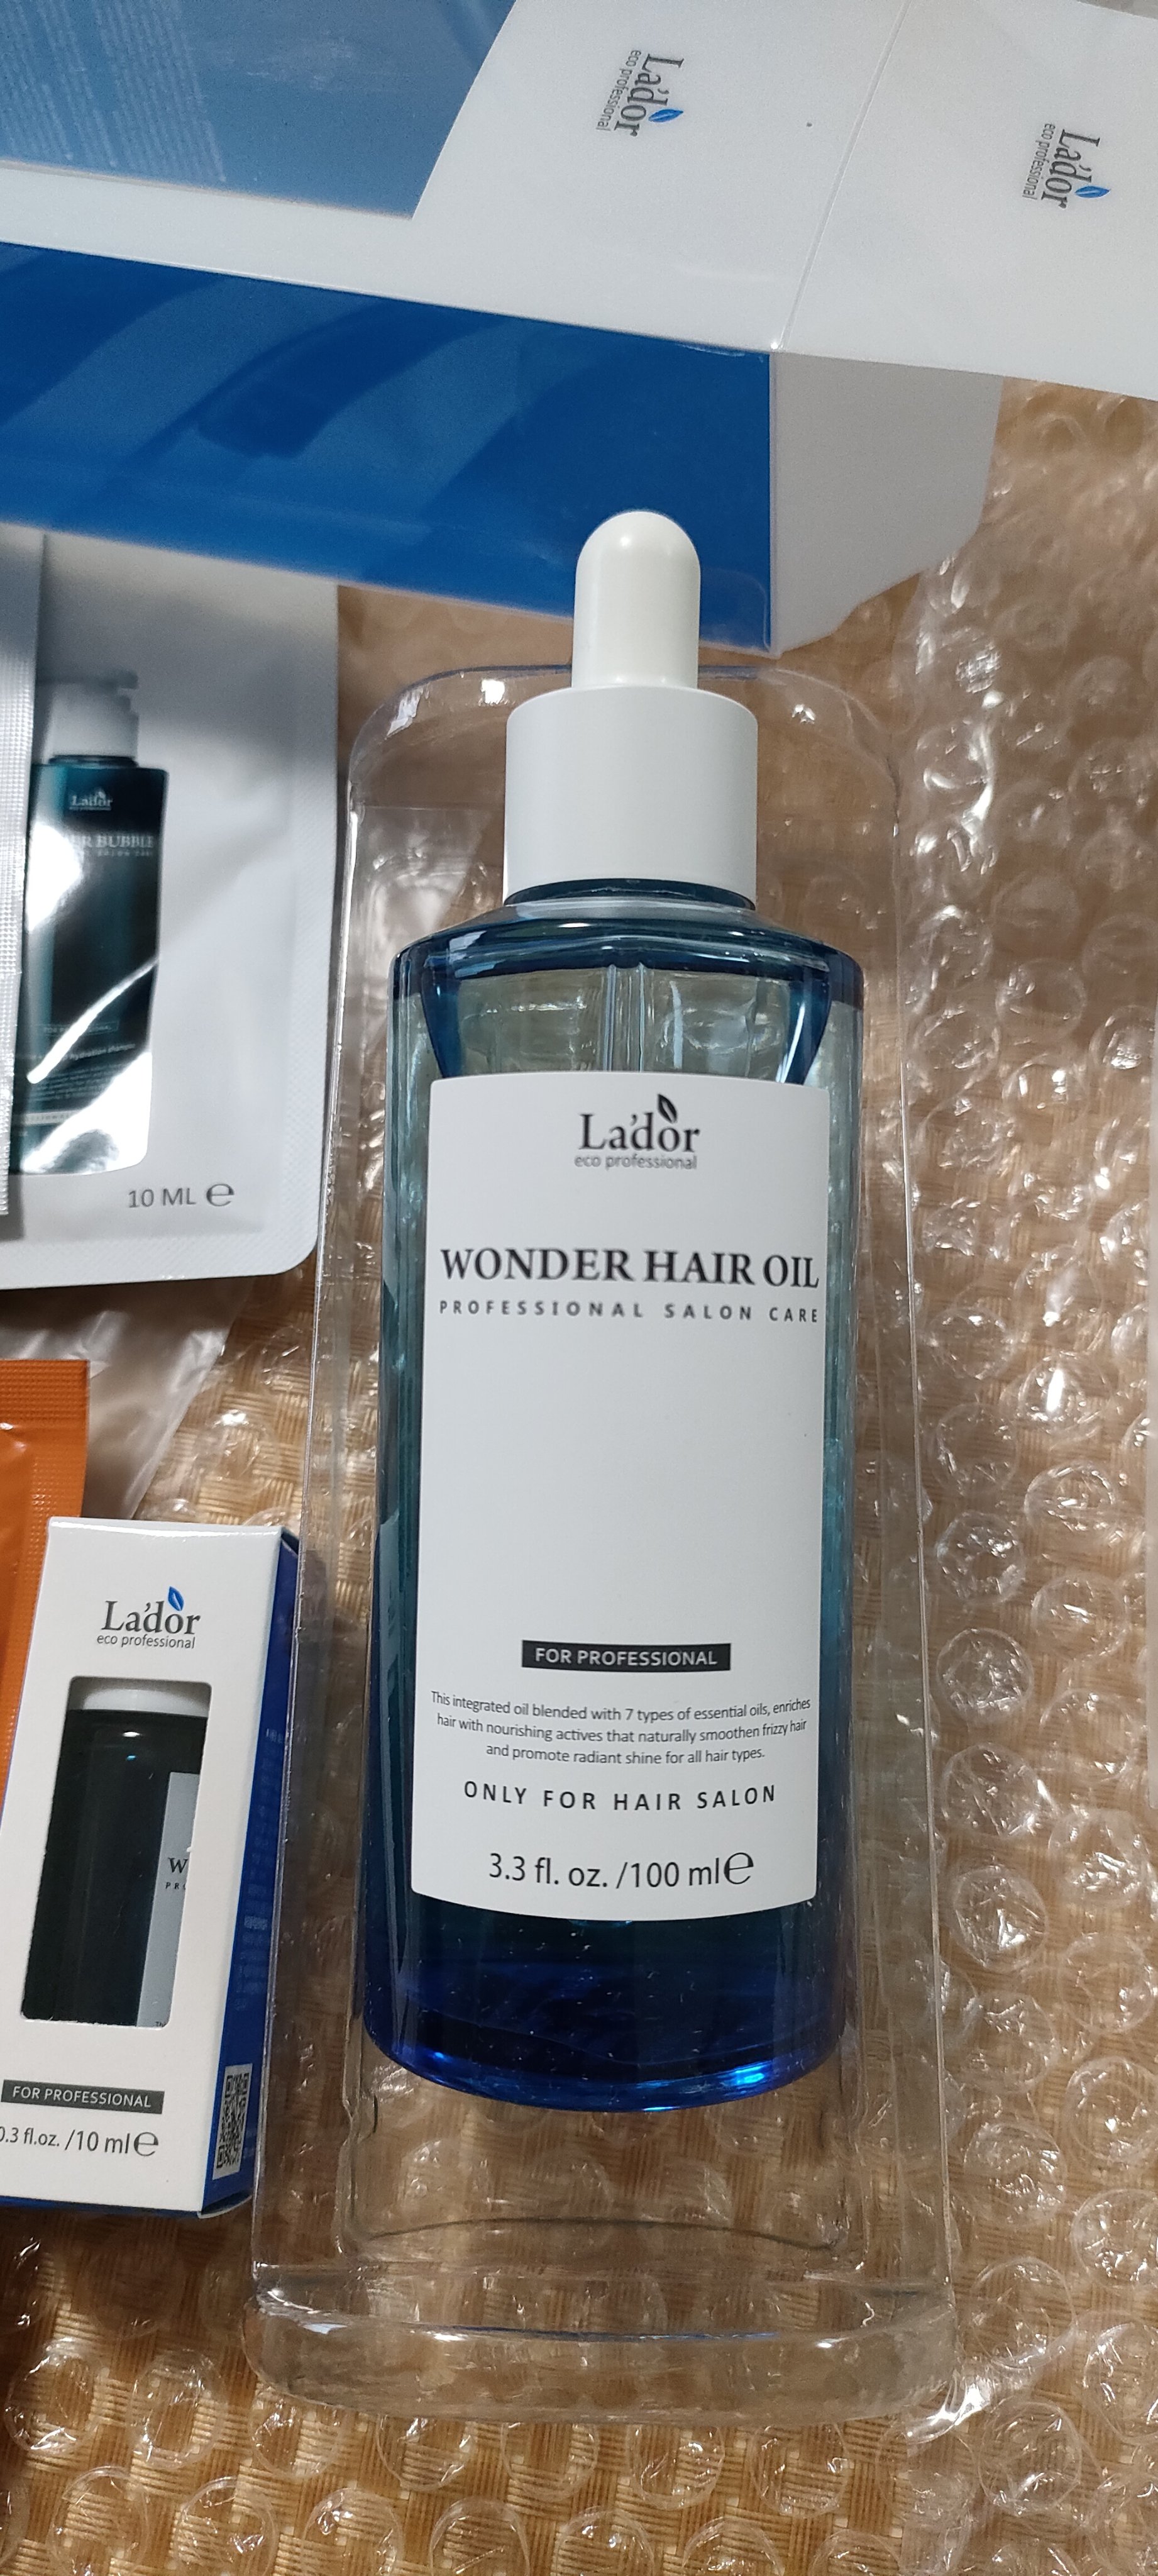 La'dor
eco professional
La'dor
eco professional
La'dor
BUBBLE
10 ML ℮
La'dor
eco professional
WONDER HAIR OIL
PROFESSIONAL SALON CARE
FOR PROFESSIONAL
This integrated oil blended with 7 types of essential oils, enriches
hair with nourishing actives that naturally smoothen frizzy hair
and promote radiant shine for all hair types.
ONLY FOR HAIR SALON
3.3 fl. oz. /100 ml ℮
La'dor
eco professional
W
FOR PROFESSIONAL
0.3 fl.oz. /10 ml ℮